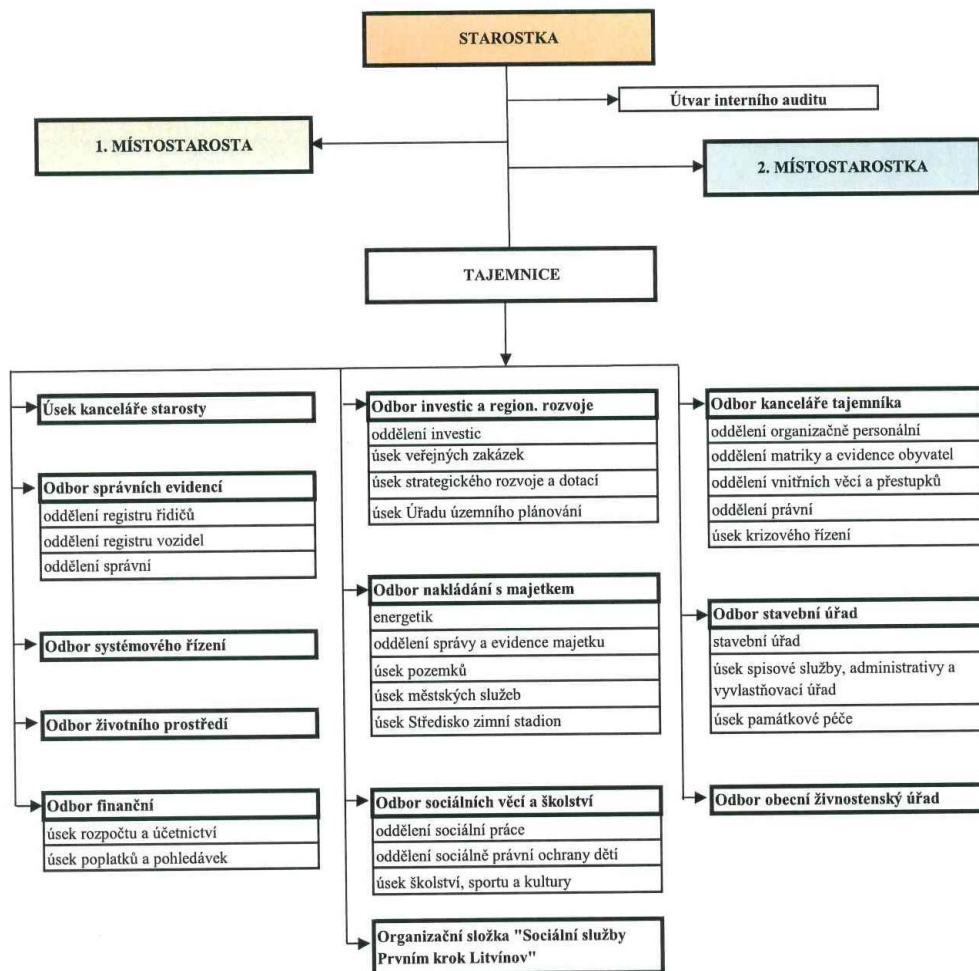 STAROSTKA
Útvar interního auditu
1. MÍSTOSTAROSTA
2. MÍSTOSTAROSTKA
TAJEMNICE
Úsek kanceláře starosty
Odbor správních evidencí
oddělení registru řidičů
oddělení registru vozidel
oddělení správní
Odbor systémového řízení
Odbor životního prostředí
Odbor finanční
úsek rozpočtu a účetnictví
úsek poplatků a pohledávek
Odbor investic a region. rozvoje
oddělení investic
úsek veřejných zakázek
úsek strategického rozvoje a dotací
úsek Úřadu územního plánování
Odbor nakládání s majetkem
energetik
oddělení správy a evidence majetku
úsek pozemků
úsek městských služeb
úsek Středisko zimní stadion
Odbor sociálních věcí a školství
oddělení sociální práce
oddělení sociálně právní ochrany dětí
úsek školství, sportu a kultury
Organizační složka "Sociální služby
Prvním krok Litvínov"
Odbor kanceláře tajemníka
oddělení organizačně personální
oddělení matriky a evidence obyvatel
oddělení vnitřních věcí a přestupků
oddělení právní
úsek krizového řízení
Odbor stavební úřad
stavební úřad
úsek spisové služby, administrativy a
vyvlastňovací úřad
úsek památkové péče
Odbor obecní živnostenský úřad